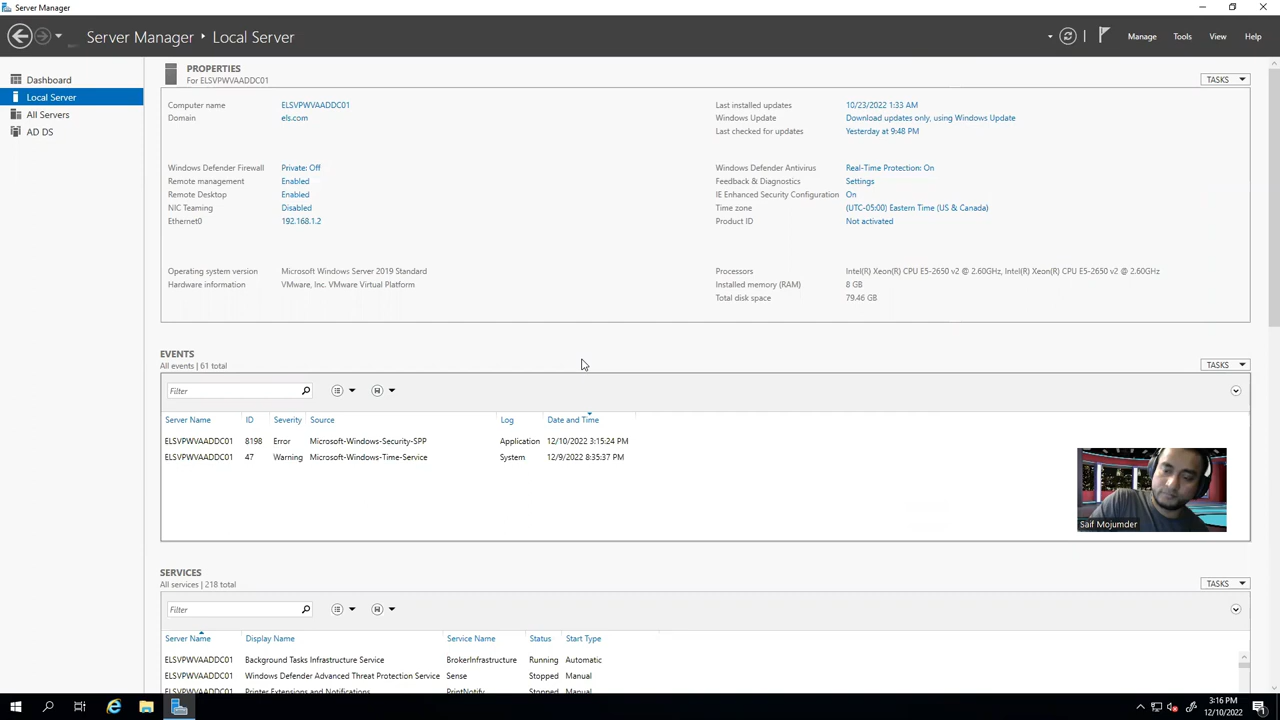 Server Manager
Server Manager • Local Server
Manage Tools View Help
Dashboard
Local Server
All Servers
AD DS
PROPERTIES
For ELSVPWVAADDC01
TASKS
Computer name ELSVPWVAADDC01
Domain els.com
Last installed updates 10/23/2022 1:33 AM
Windows Update Download updates only, using Windows Update
Last checked for updates Yesterday at 9:48 PM
Windows Defender Firewall Private: Off
Remote management Enabled
Remote Desktop Enabled
NIC Teaming Disabled
Ethernet0 192.168.1.2
Windows Defender Antivirus Real-Time Protection: On
Feedback & Diagnostics Settings
IE Enhanced Security Configuration On
Time zone (UTC-05:00) Eastern Time (US & Canada)
Product ID Not activated
Operating system version Microsoft Windows Server 2019 Standard
Hardware information VMware, Inc. VMware Virtual Platform
Processors Intel(R) Xeon(R) CPU E5-2650 v2 @ 2.60GHz, Intel(R) Xeon(R) CPU E5-2650 v2 @ 2.60GHz
Installed memory (RAM) 8 GB
Total disk space 79.46 GB
EVENTS
All events | 61 total
TASKS
Filter
Server Name ID Severity Source Log Date and Time
ELSVPWVAADDC01 8198 Error Microsoft-Windows-Security-SPP Application 12/10/2022 3:15:24 PM
ELSVPWVAADDC01 47 Warning Microsoft-Windows-Time-Service System 12/9/2022 8:35:37 PM
Saif Mojumder
SERVICES
All services | 218 total
TASKS
Filter
Server Name Display Name Service Name Status Start Type
ELSVPWVAADDC01 Background Tasks Infrastructure Service BrokerInfrastructure Running Automatic
ELSVPWVAADDC01 Windows Defender Advanced Threat Protection Service Sense Stopped Manual
ELSVPWVAADDC01 Printer Extensions and Notifications PrintNotify Stopped Manual
3:16 PM
12/10/2022
1